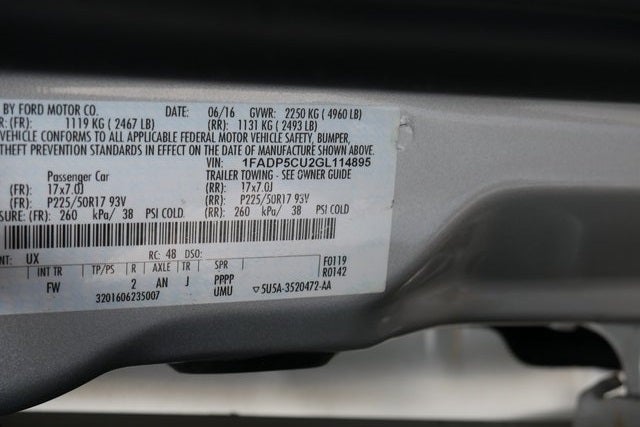 BY FORD MOTOR CO. DATE: 06/16 GVWR: 2250 KG ( 4960 LB)
R: (FR): 1119 KG ( 2467 LB) (RR): 1131 KG ( 2493 LB)
VEHICLE CONFORMS TO ALL APPLICABLE FEDERAL MOTOR VEHICLE SAFETY, BUMPER,
THEFT PREVENTION STANDARDS IN EFFECT ON THE DATE OF MANUFACTURE SHOWN ABOVE.
VIN: 1FADP5CU2GL114895
Passenger Car TRAILER TOWING - SEE OWNER GUIDE
(FR): 17x7.0J (RR): 17x7.0J
(FR): P225/50R17 93V (RR): P225/50R17 93V
SURE: (FR): 260 kPa/ 38 PSI COLD. (RR): 260 kPa/ 38 PSI COLD
NT: UX RC: 48 DSO: F0119
INT TR TP/PS R AXLE TR SPR R0142
FW 2 AN J PPPP
UMU
3201606235007 ▽5U5A-3520472-AA